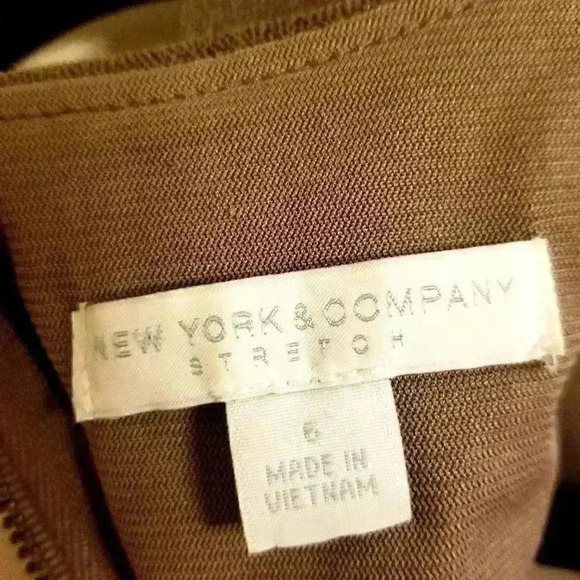 NEW YORK & COMPANY
STRETCH
6
MADE IN
VIETNAM